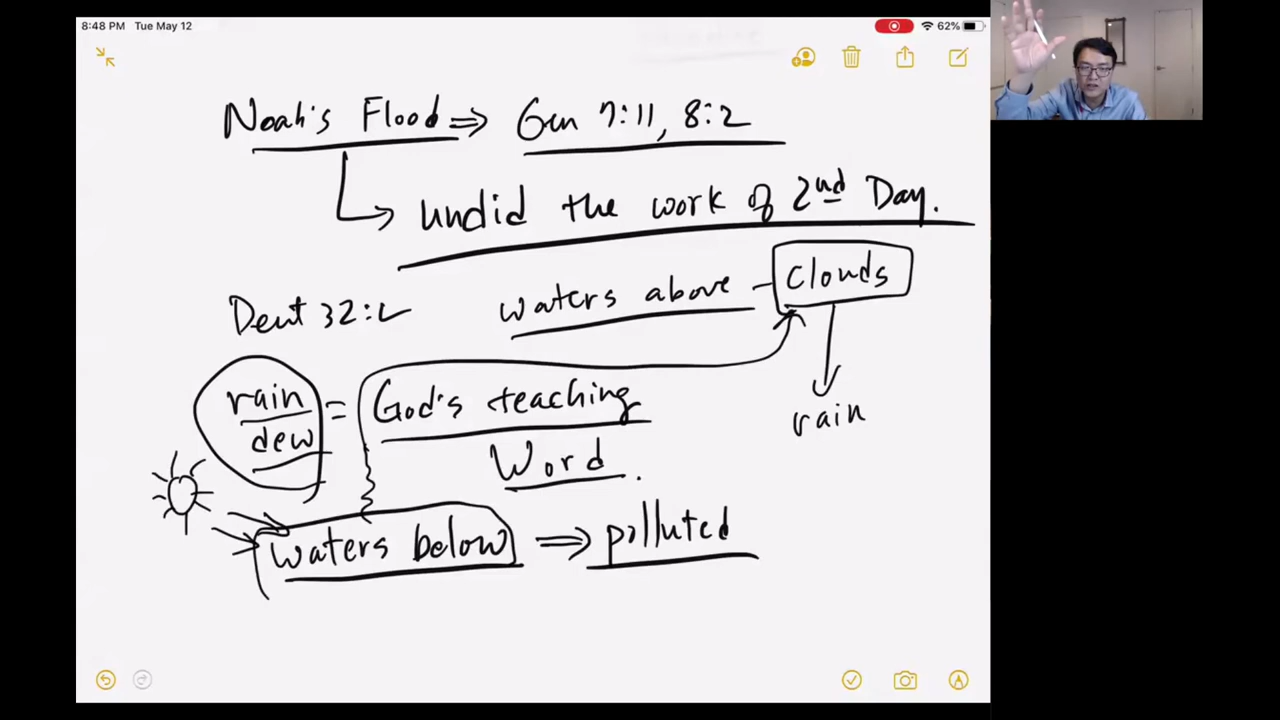 8:48 PM Tue May 12
62%
Noah's Flood ⇒ Gen 7:11, 8:2
undid the work of 2nd Day.
Deut 32:2
waters above - clouds
rain
dew
= God's teaching
Word.
rain
waters below ⇒ polluted